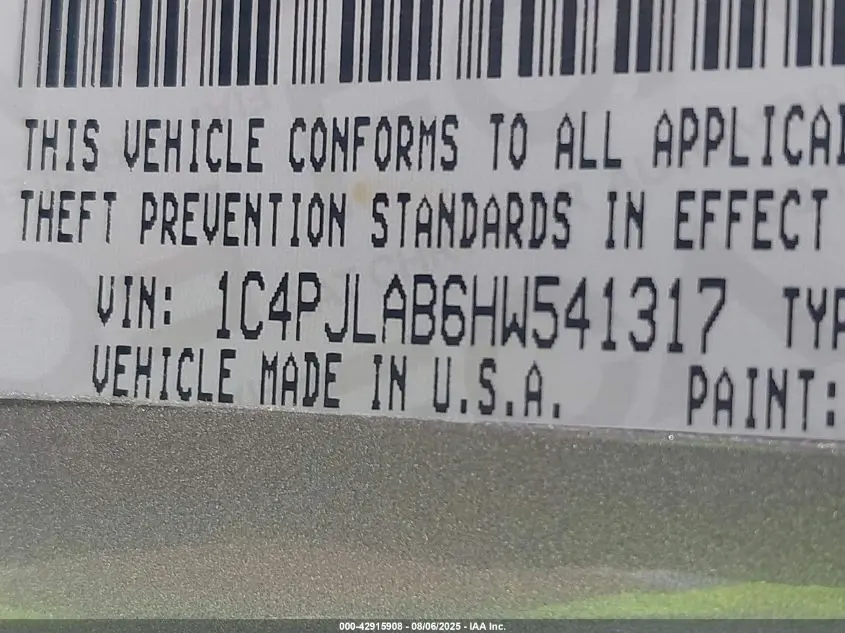 THIS VEHICLE CONFORMS TO ALL APPLICAI
THEFT PREVENTION STANDARDS IN EFFECT
VIN: 1C4PJLAB6HW541317 TYP
VEHICLE MADE IN U.S.A. PAINT:
000-42915908 - 08/06/2025 - IAA Inc.